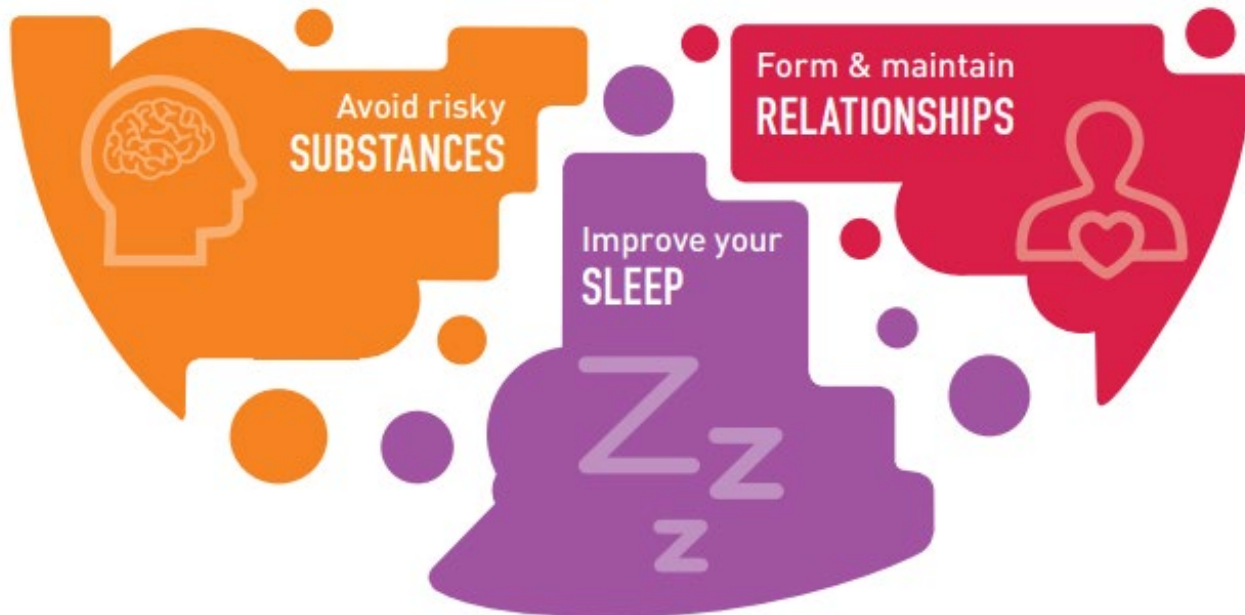 Avoid risky
SUBSTANCES
Form & maintain
RELATIONSHIPS
Improve your
SLEEP
Z
z
z